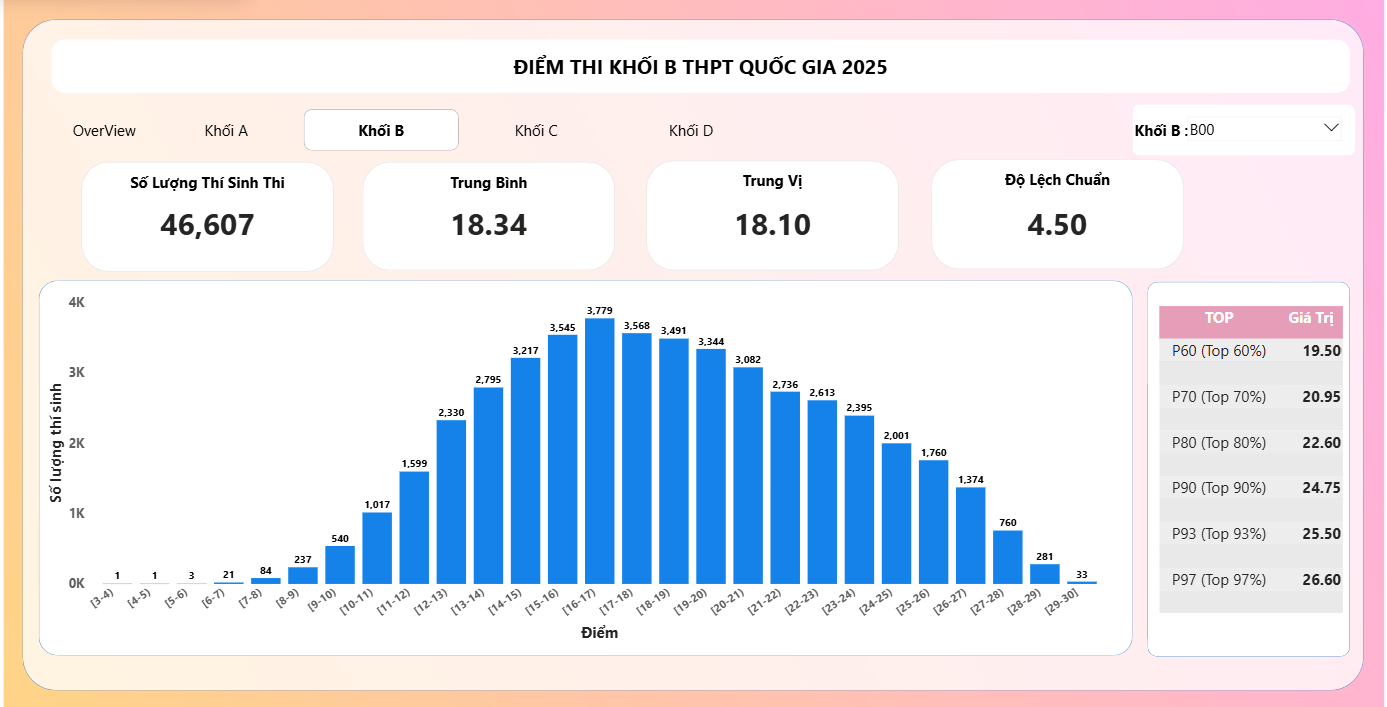 ĐIỂM THI KHỐI B THPT QUỐC GIA 2025
OverView
Khối A
Khối B
Khối C
Khối D
Khối B : B00
Số Lượng Thí Sinh Thi
46,607
Trung Bình
18.34
Trung Vị
18.10
Độ Lệch Chuẩn
4.50
Số lượng thí sinh
4K
3K
2K
1K
0K
1
1
3
21
84
237
540
1,017
1,599
2,330
2,795
3,217
3,545
3,779
3,568
3,491
3,344
3,082
2,736
2,613
2,395
2,001
1,760
1,374
760
281
33
[3-4)
[4-5)
[5-6)
[6-7)
[7-8)
[8-9)
[9-10)
[10-11)
[11-12)
[12-13)
[13-14)
[14-15)
[15-16)
[16-17)
[17-18)
[18-19)
[19-20)
[20-21)
[21-22)
[22-23)
[23-24)
[24-25)
[25-26)
[26-27)
[27-28)
[28-29)
[29-30]
Điểm
TOP Giá Trị
P60 (Top 60%) 19.50
P70 (Top 70%) 20.95
P80 (Top 80%) 22.60
P90 (Top 90%) 24.75
P93 (Top 93%) 25.50
P97 (Top 97%) 26.60